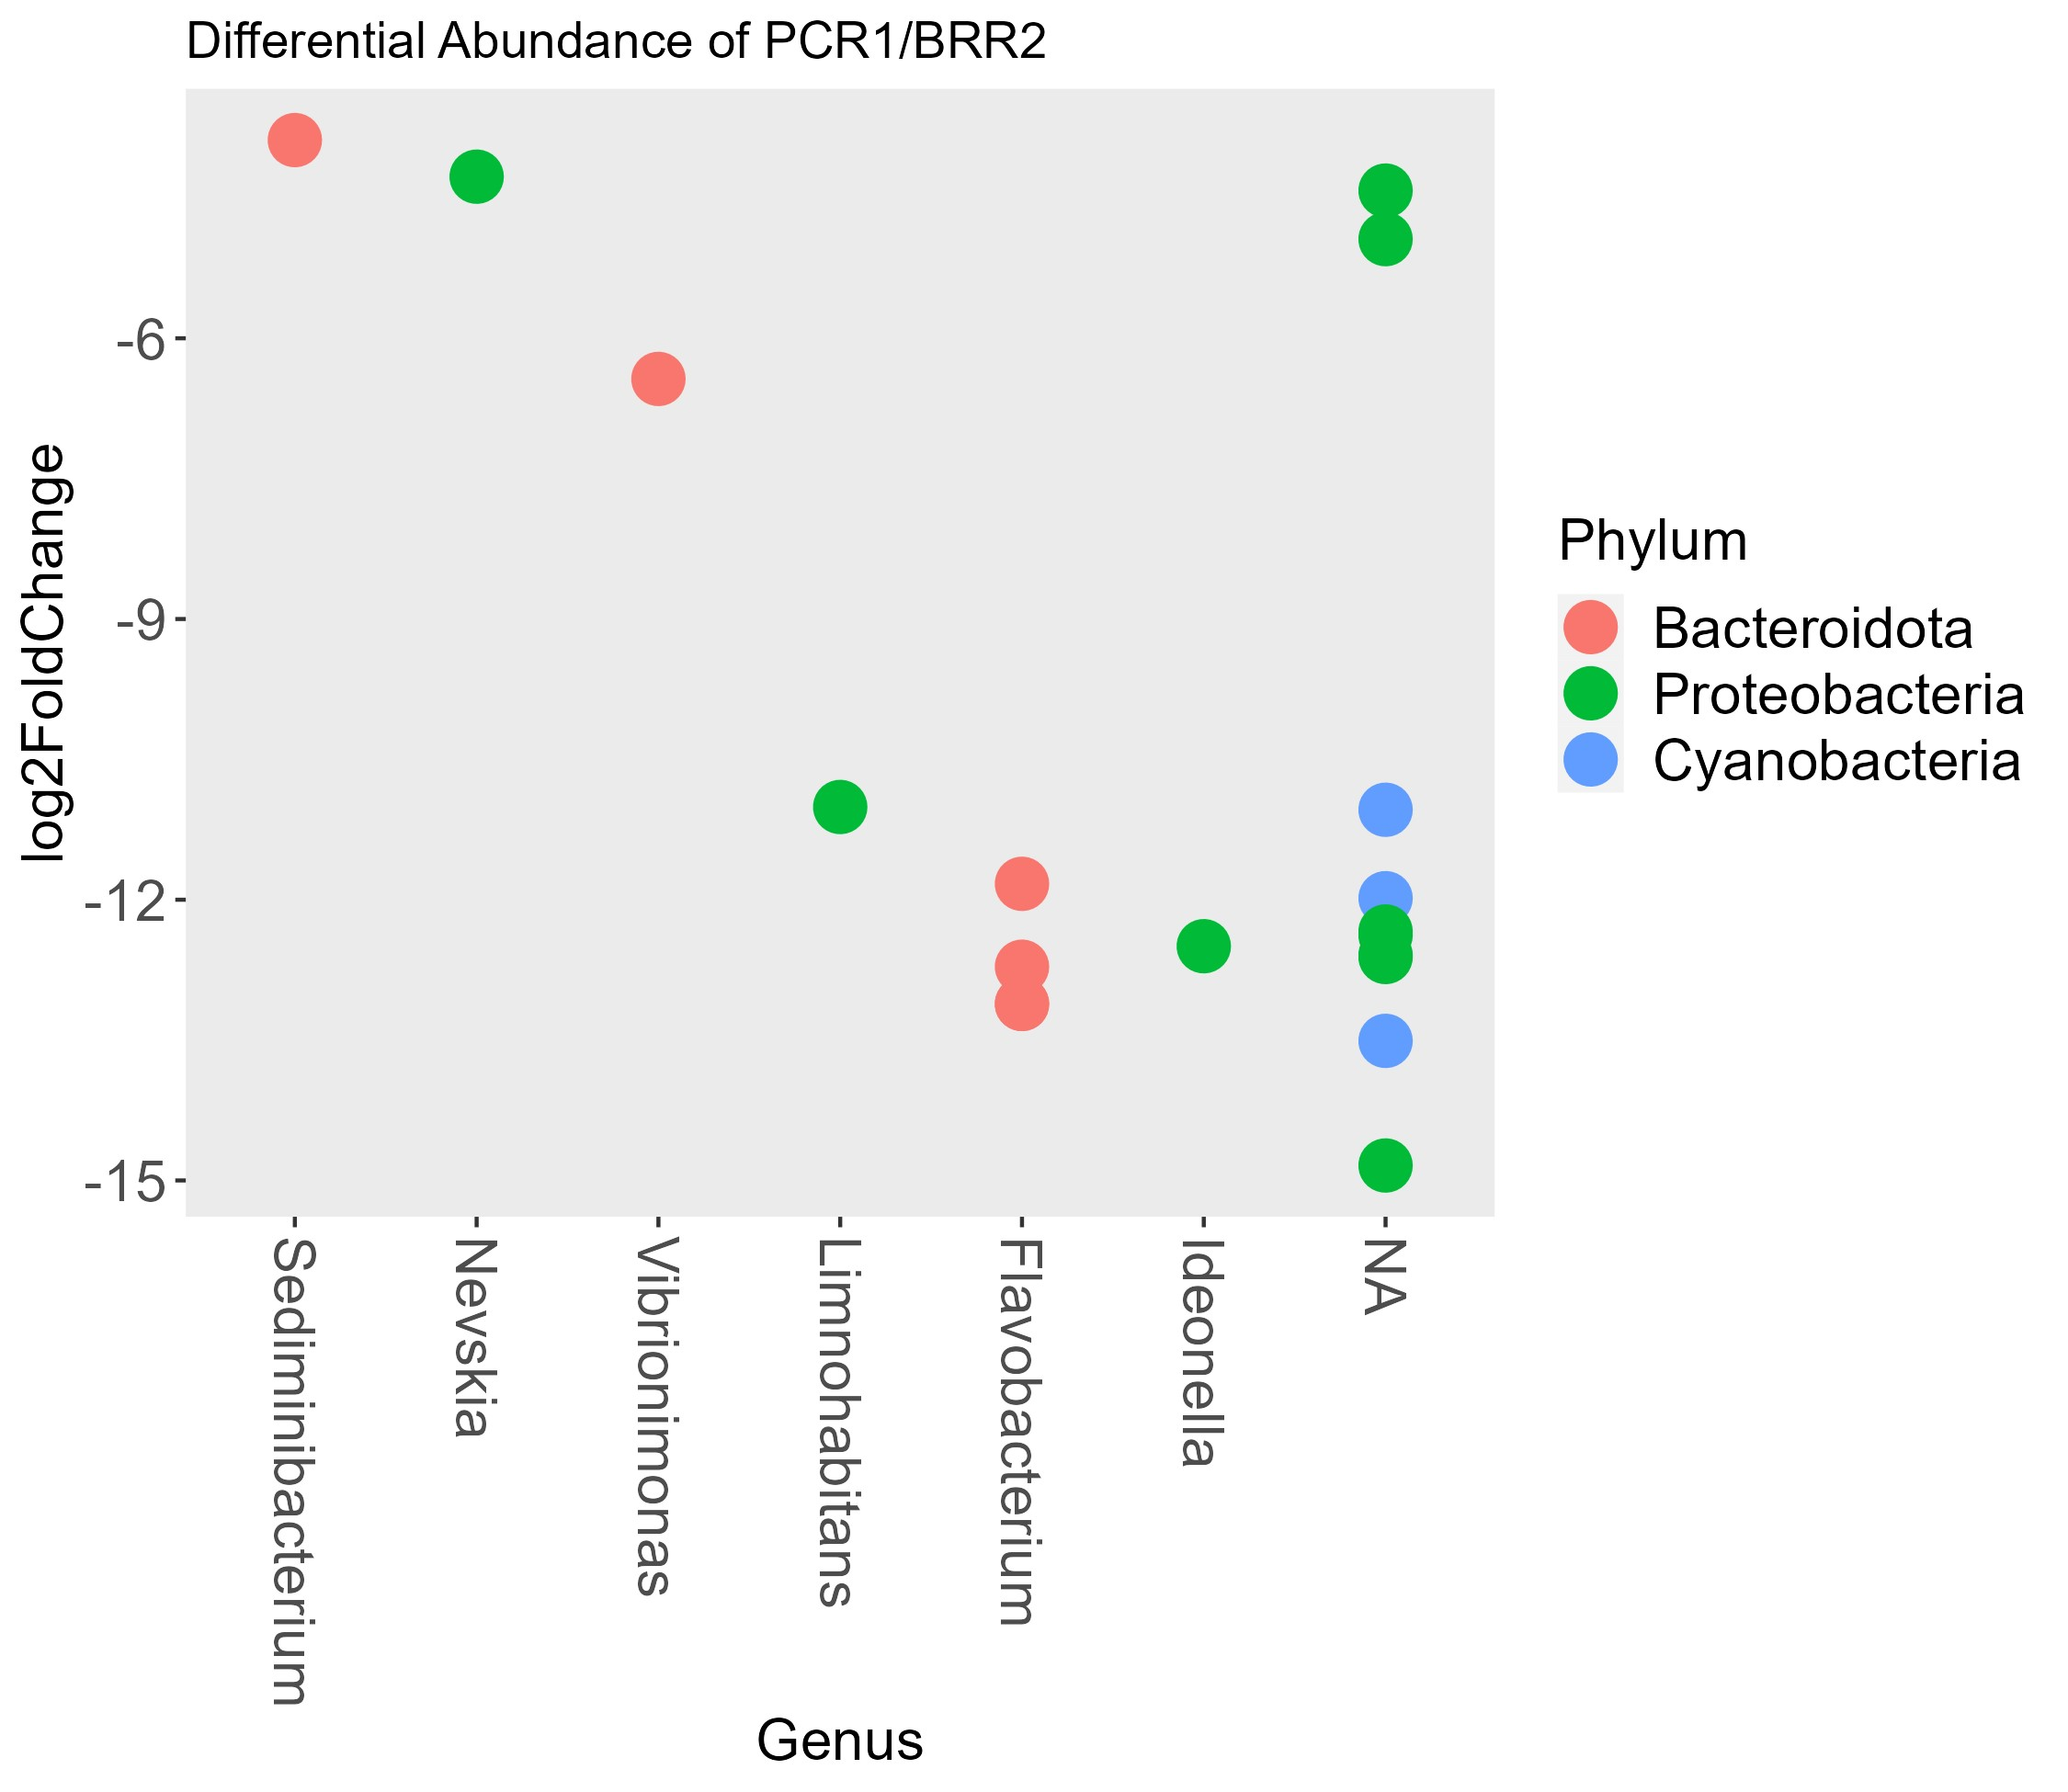 Differential Abundance of PCR1/BRR2
log2FoldChange
-6
-9
-12
-15
Sediminibacterium
Nevskia
Vibrionimonas
Limnohabitans
Flavobacterium
Ideonella
NA
Genus
Phylum
Bacteroidota
Proteobacteria
Cyanobacteria